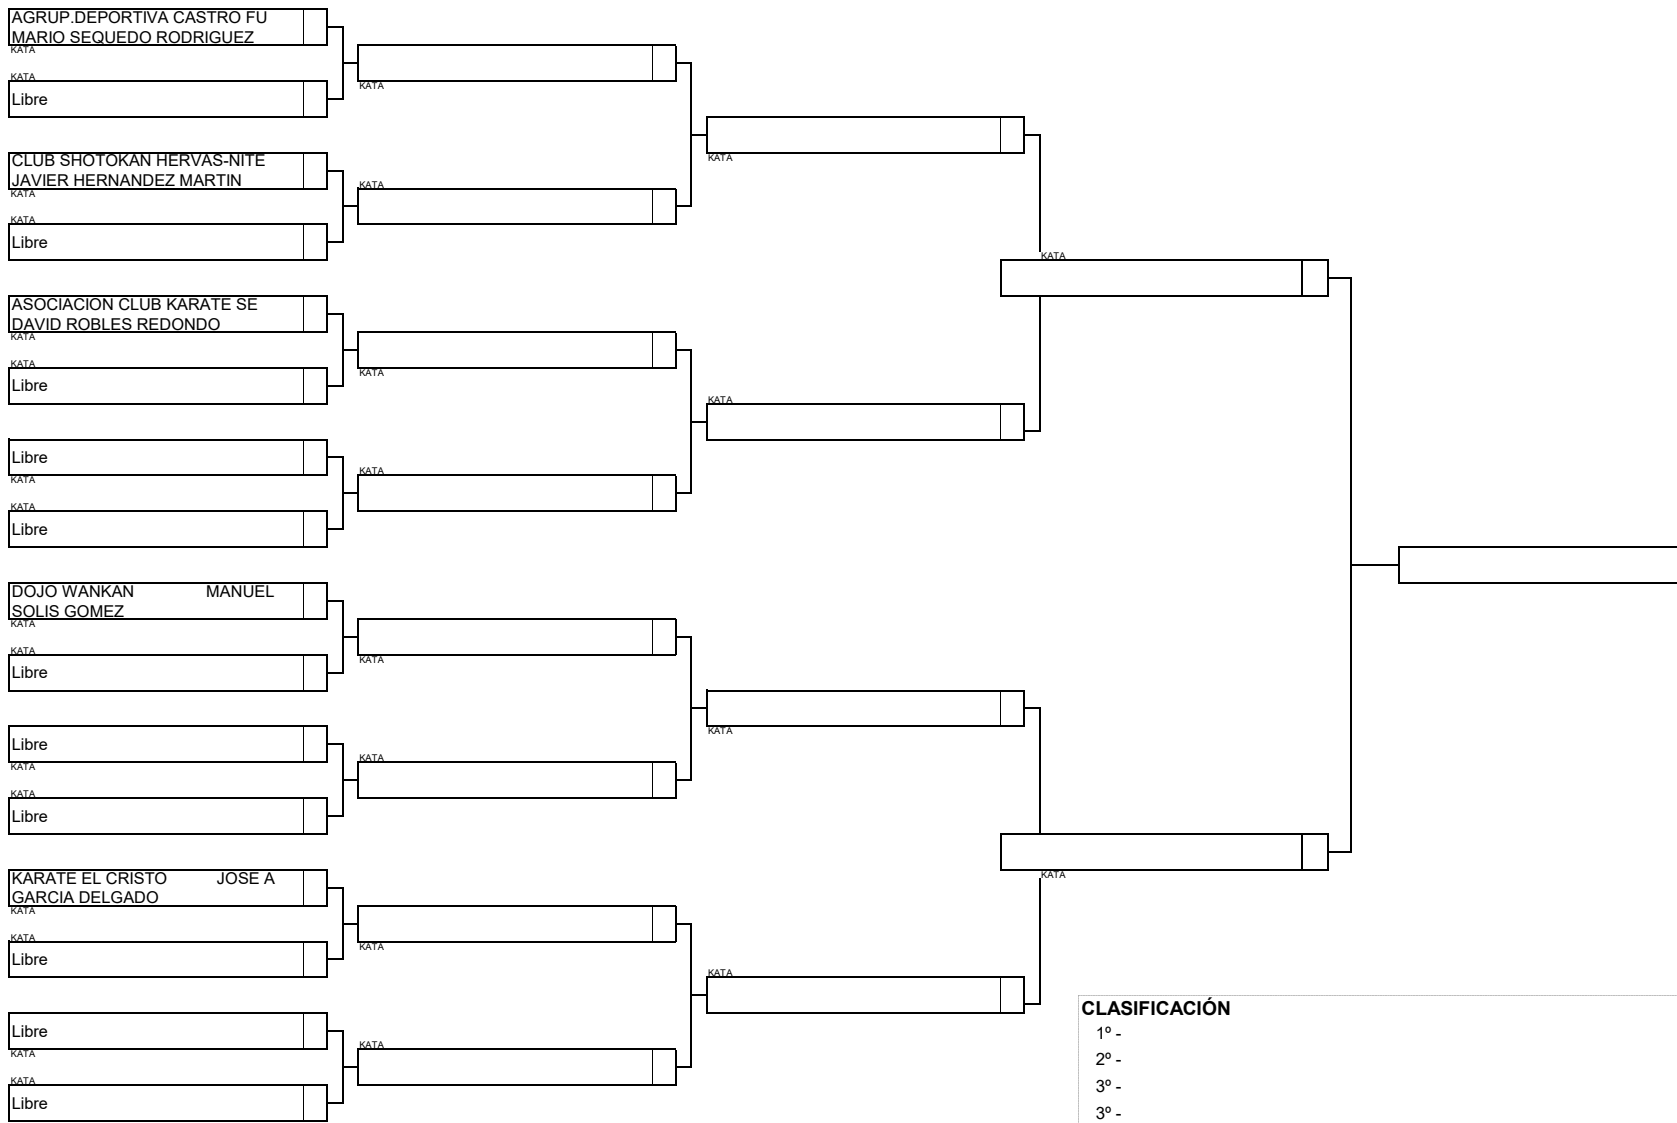 AGRUP.DEPORTIVA CASTRO FU
MARIO SEQUEDO RODRIGUEZ
KATA
KATA
Libre
CLUB SHOTOKAN HERVAS-NITE
JAVIER HERNANDEZ MARTIN
KATA
KATA
Libre
ASOCIACION CLUB KARATE SE
DAVID ROBLES REDONDO
KATA
KATA
Libre
Libre
KATA
KATA
Libre
DOJO WANKAN MANUEL
SOLIS GOMEZ
KATA
KATA
Libre
Libre
KATA
KATA
Libre
KARATE EL CRISTO JOSE A
GARCIA DELGADO
KATA
KATA
Libre
Libre
KATA
KATA
Libre
KATA
KATA
KATA
KATA
KATA
KATA
KATA
KATA
KATA
KATA
KATA
KATA
KATA
KATA
CLASIFICACIÓN
1º -
2º -
3º -
3º -